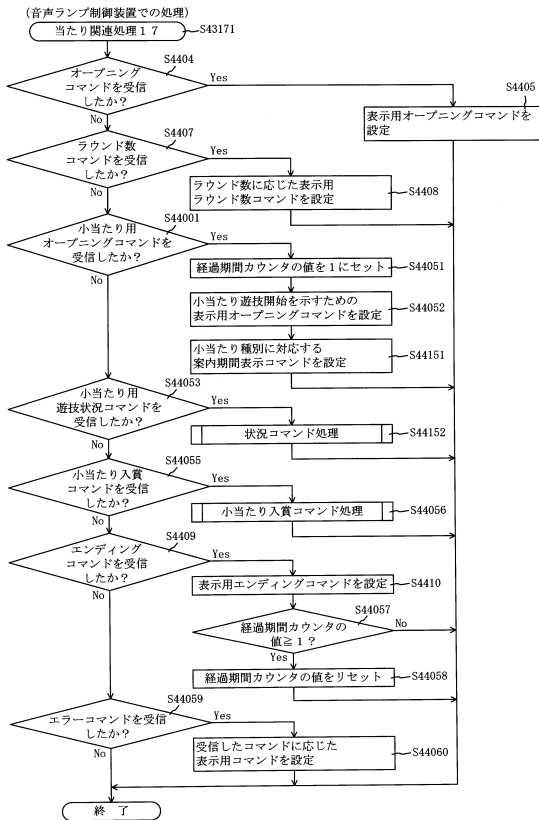 (音声ランプ制御装置での処理)
当たり関連処理17
S43171
S4404
オープニング
コマンドを受信
したか?
Yes
No
S4405
表示用オープニングコマンドを
設定
S4407
ラウンド数
コマンドを受信
したか?
Yes
No
S4408
ラウンド数に応じた表示用
ラウンド数コマンドを設定
S44001
小当たり用
オープニングコマンドを
受信したか?
Yes
No
経過期間カウンタの値を1にセット
S44051
小当たり遊技開始を示すための
表示用オープニングコマンドを設定
S44052
小当たり種別に対応する
案内期間表示コマンドを設定
S44151
S44053
小当たり用
遊技状況コマンドを
受信したか?
Yes
No
状況コマンド処理
S44152
S44055
小当たり入賞
コマンドを受信
したか?
Yes
No
小当たり入賞コマンド処理
S44056
S4409
エンディング
コマンドを受信
したか?
Yes
No
表示用エンディングコマンドを設定
S4410
S44057
経過期間カウンタの
値≧1?
No
Yes
経過期間カウンタの値をリセット
S44058
S44059
エラーコマンドを受信
したか?
Yes
No
受信したコマンドに応じた
表示用コマンドを設定
S44060
終了